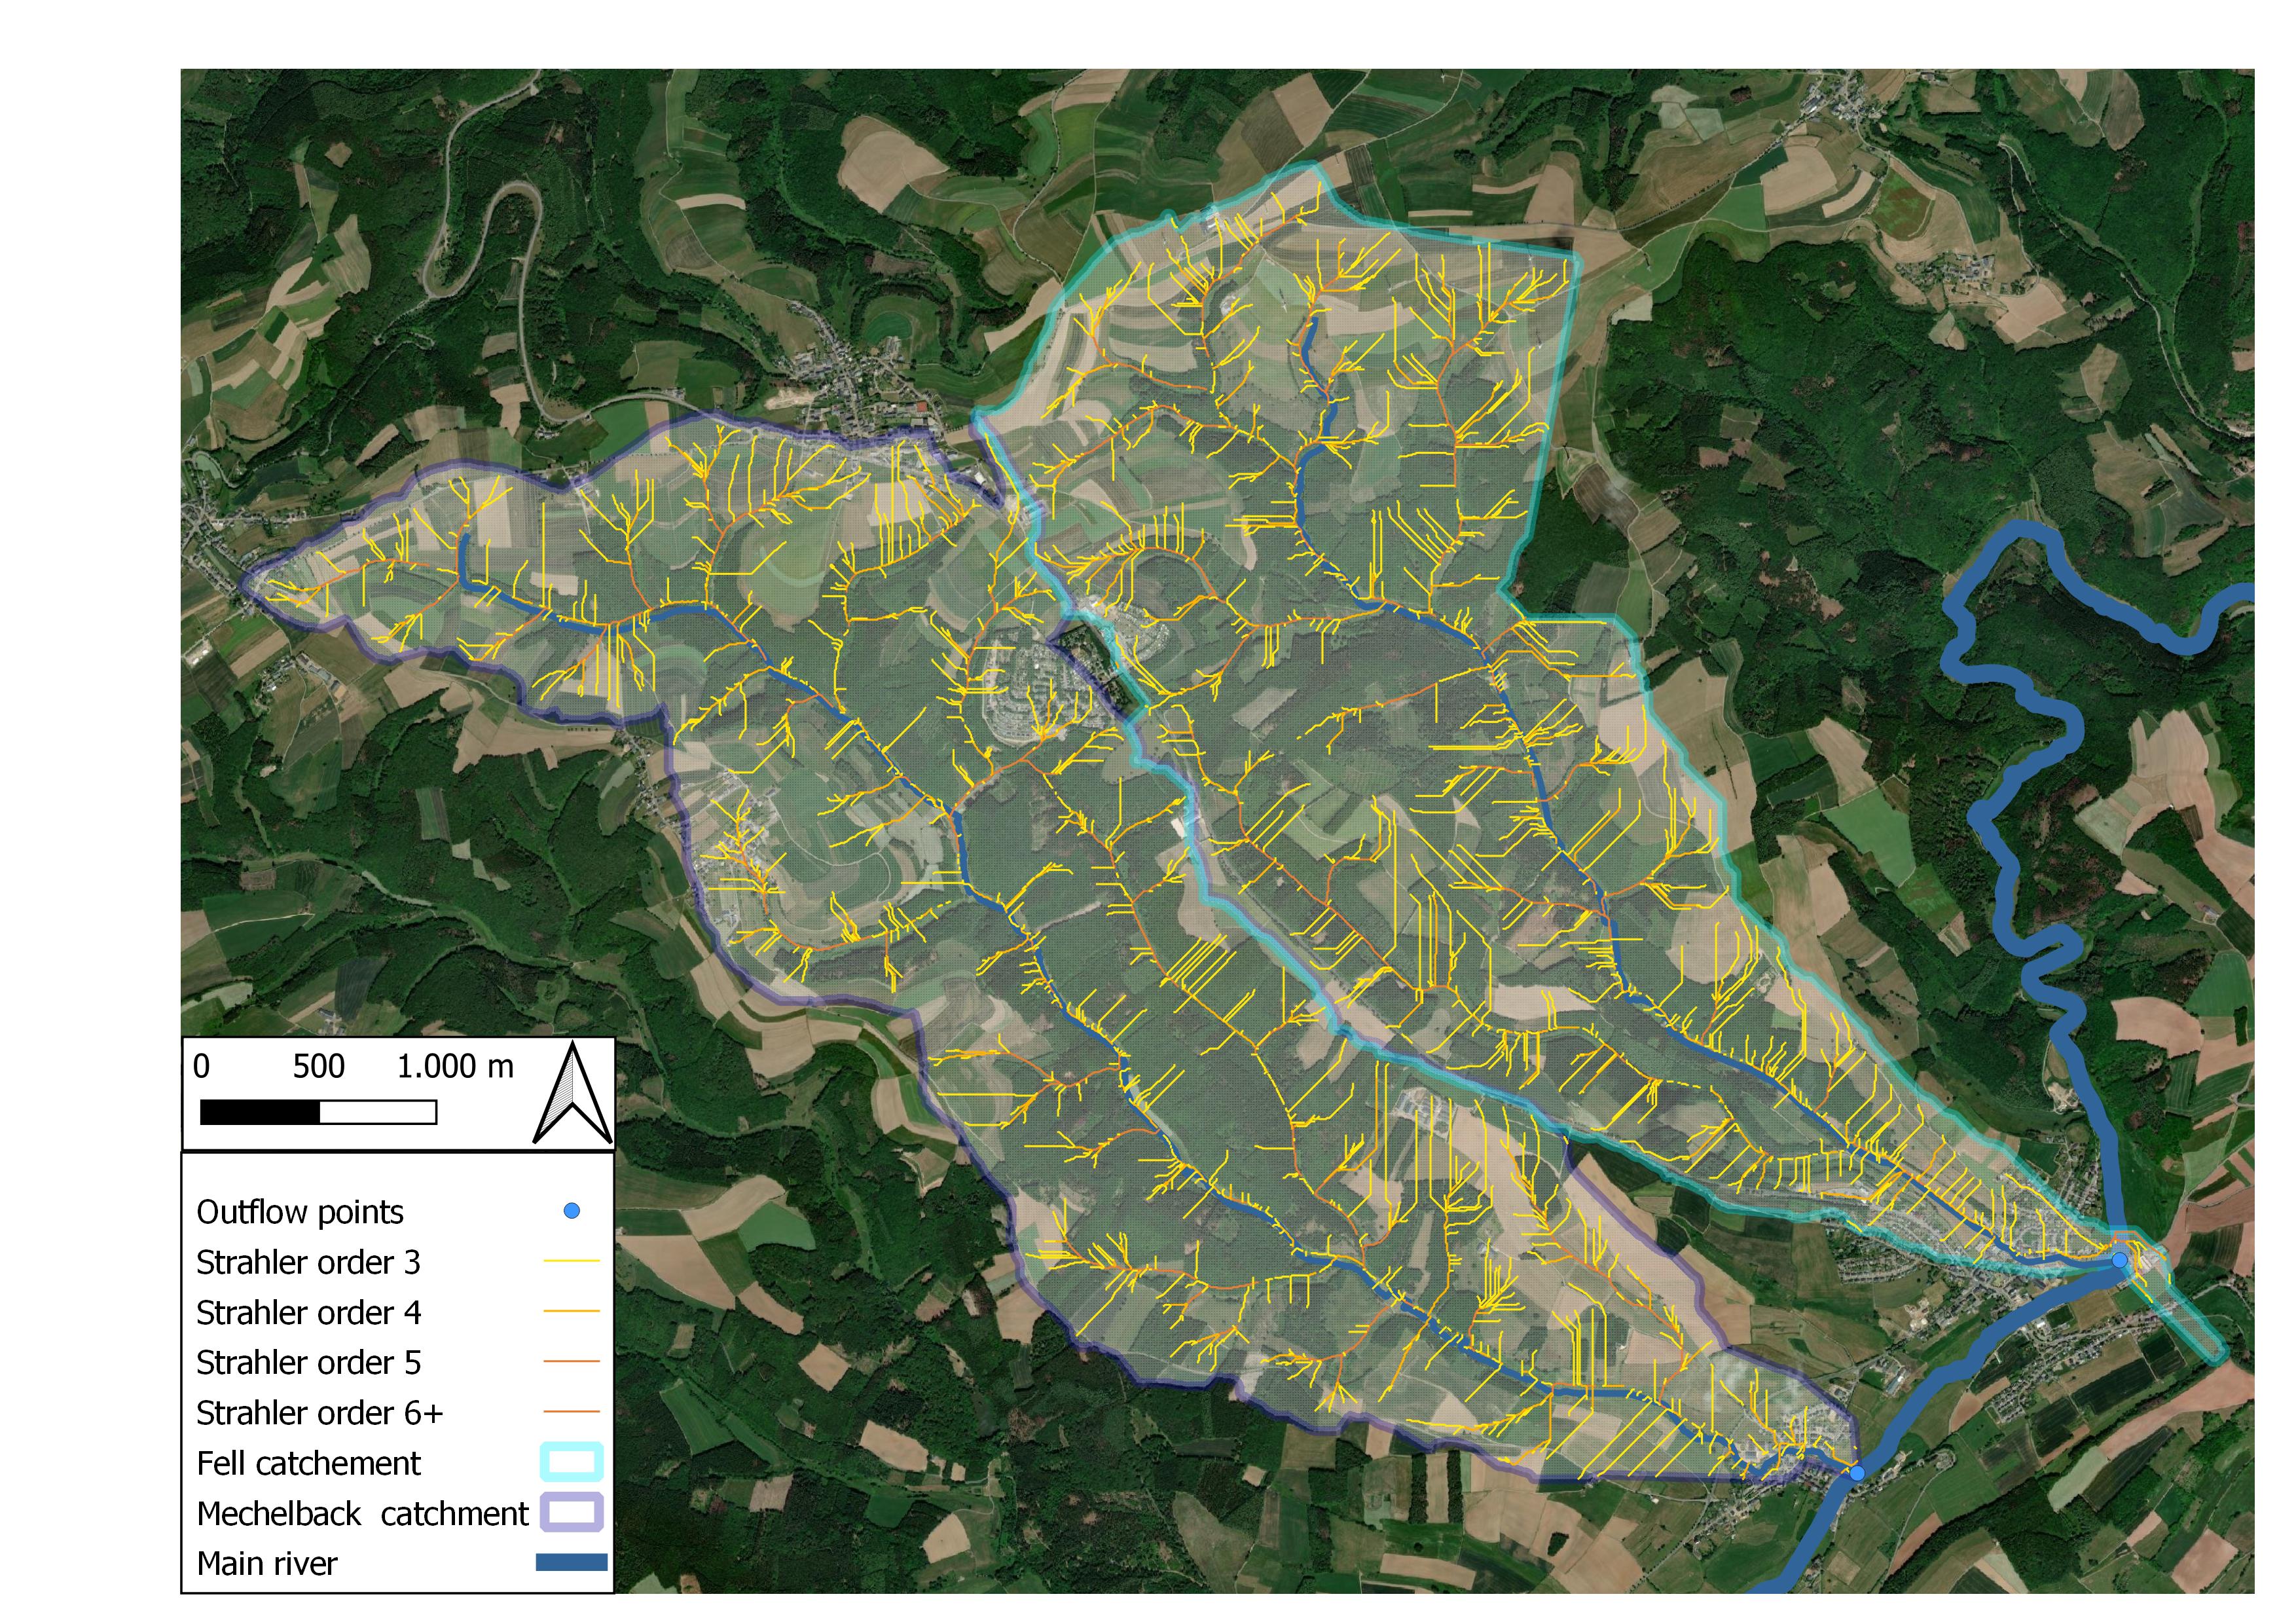 0 500 1.000 m
Outflow points
Strahler order 3
Strahler order 4
Strahler order 5
Strahler order 6+
Fell catchement
Mechelback catchment
Main river